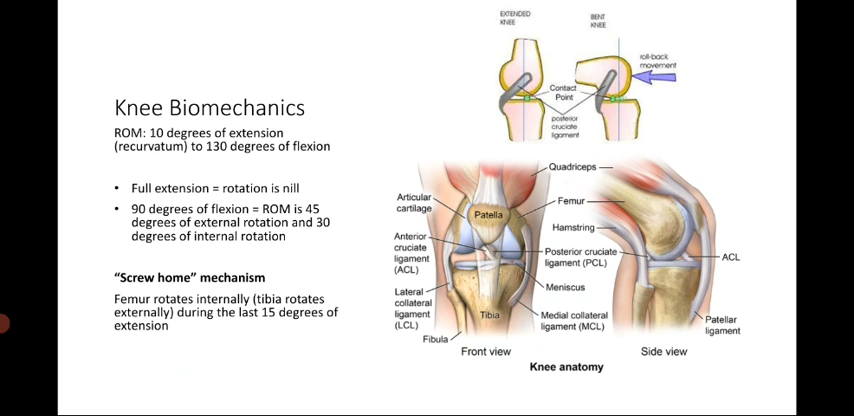 Knee Biomechanics
ROM: 10 degrees of extension
(recurvatum) to 130 degrees of flexion
• Full extension = rotation is nill
• 90 degrees of flexion = ROM is 45
degrees of external rotation and 30
degrees of internal rotation
“Screw home” mechanism
Femur rotates internally (tibia rotates
externally) during the last 15 degrees of
extension
EXTENDED
KNEE
BENT
KNEE
roll-back
movement
Contact
Point
posterior
cruciate
ligament
Quadriceps
Articular
cartilage
Patella
Femur
Hamstring
Anterior
cruciate
ligament
(ACL)
Posterior cruciate
ligament (PCL)
ACL
Lateral
collateral
ligament
(LCL)
Meniscus
Tibia
Medial collateral
ligament (MCL)
Patellar
ligament
Fibula
Front view
Side view
Knee anatomy